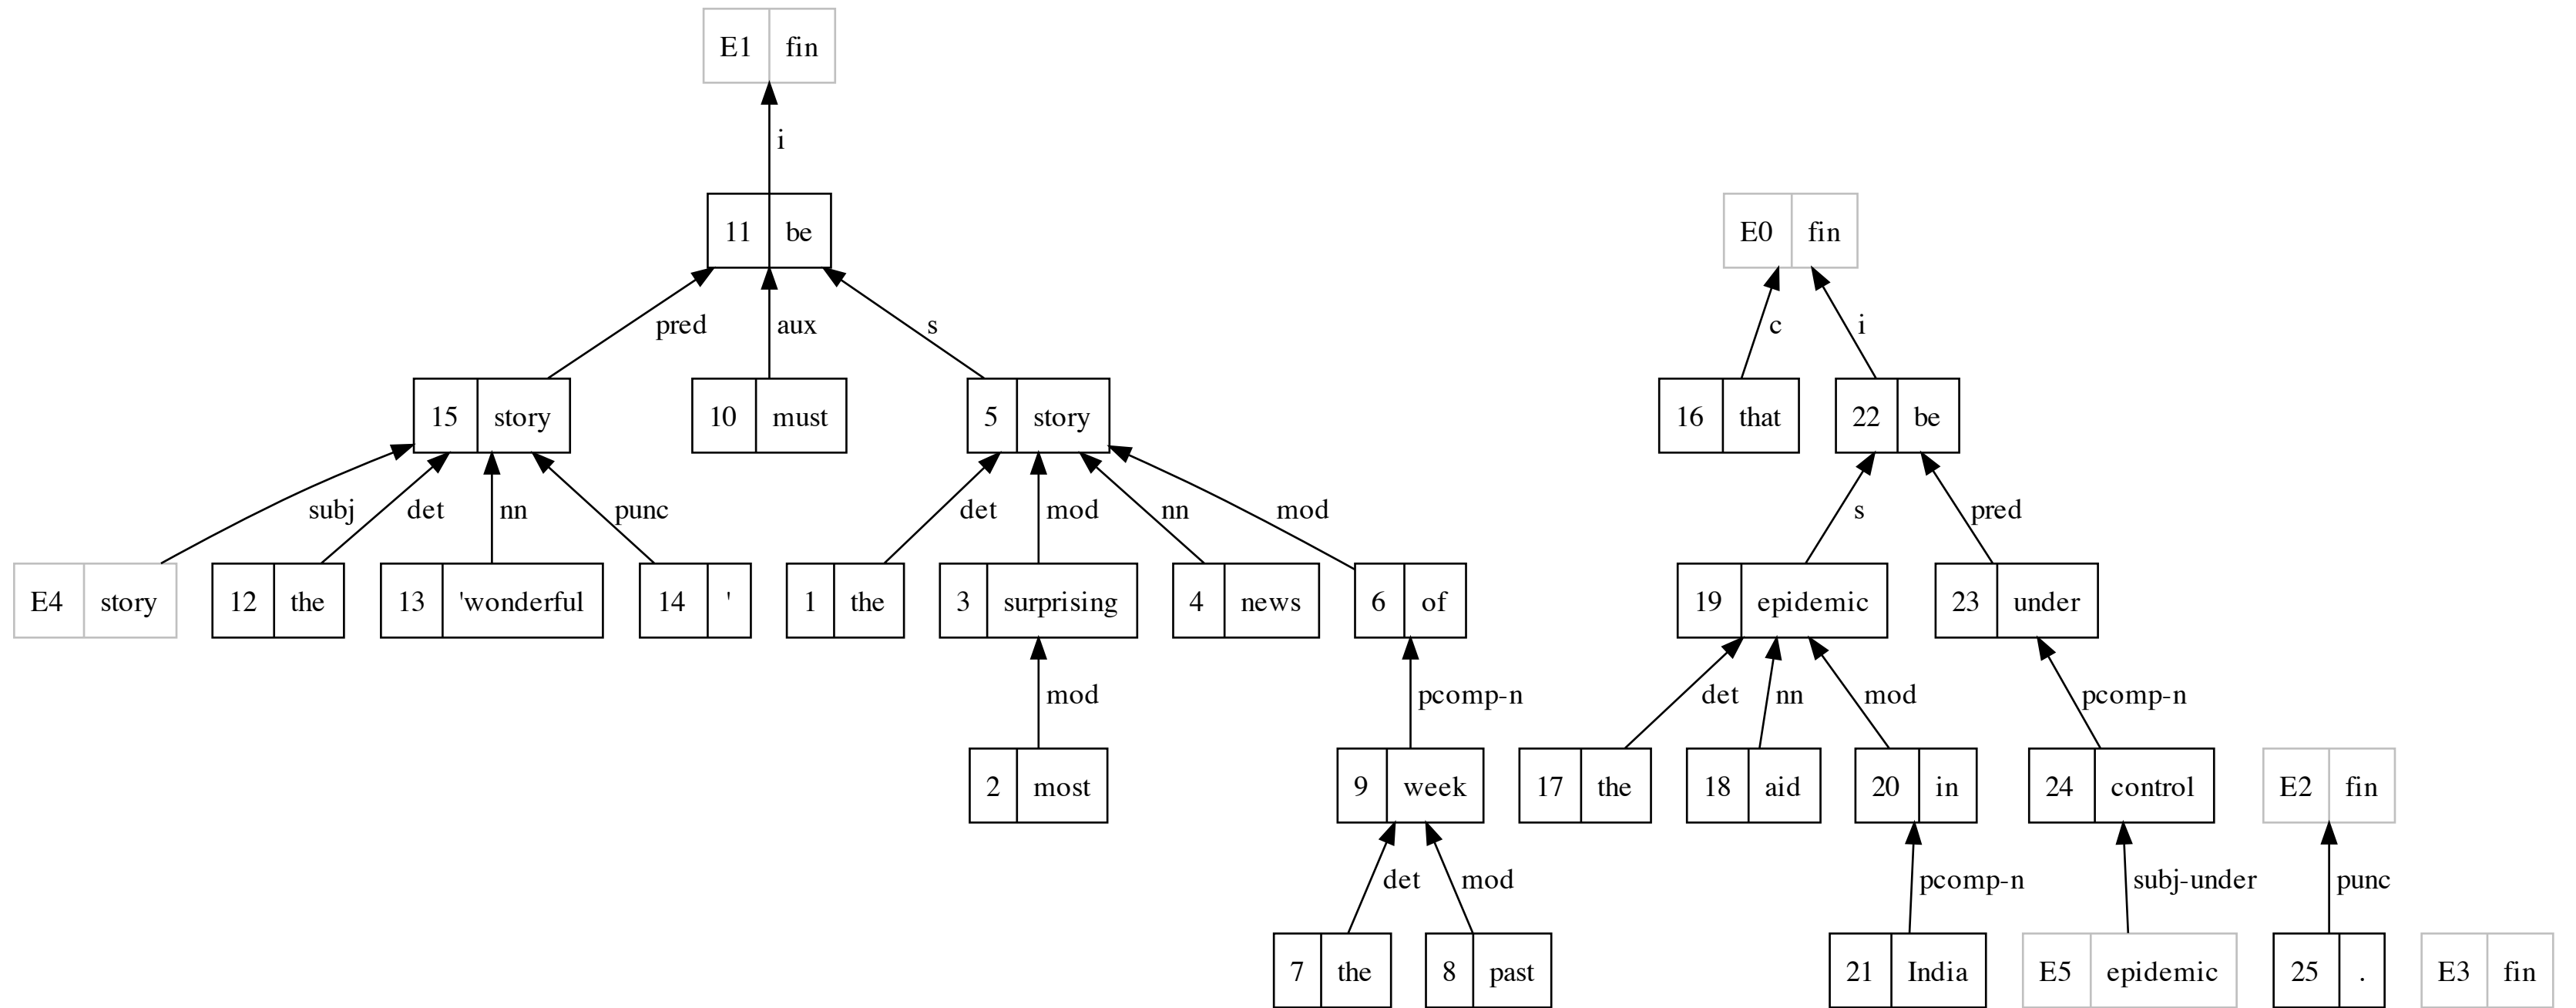 E1 fin
i
11 be
E0 fin
pred aux s c i
15 story 10 must 5 story 16 that 22 be
subj det nn punc det mod nn mod s pred
E4 story 12 the 13 'wonderful 14 ' 1 the 3 surprising 4 news 6 of 19 epidemic 23 under
mod pcomp-n det nn mod pcomp-n
2 most 9 week 17 the 18 aid 20 in 24 control E2 fin
det mod pcomp-n subj-under punc
7 the 8 past 21 India E5 epidemic 25 . E3 fin